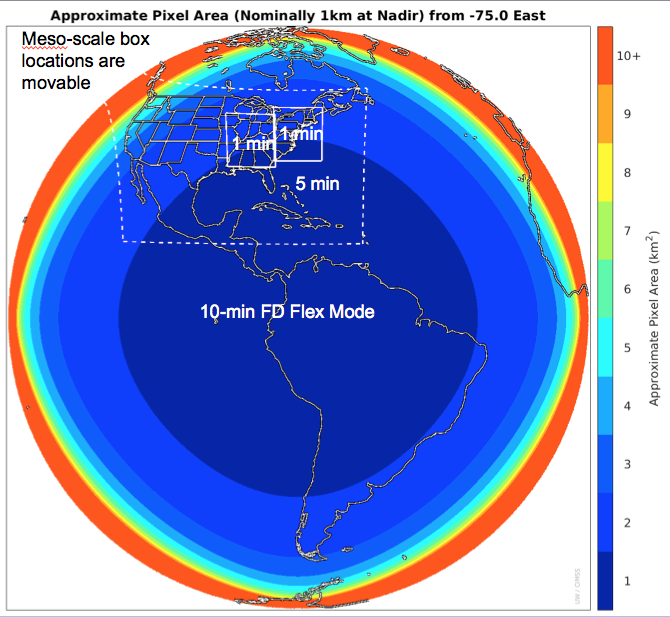 Approximate Pixel Area (Nominally 1km at Nadir) from -75.0 East
Meso-scale box
locations are
movable
1 min
1 min
5 min
10-min FD Flex Mode
10+
9
8
7
6
5
4
3
2
1
Approximate Pixel Area (km²)
UW / CIMSS